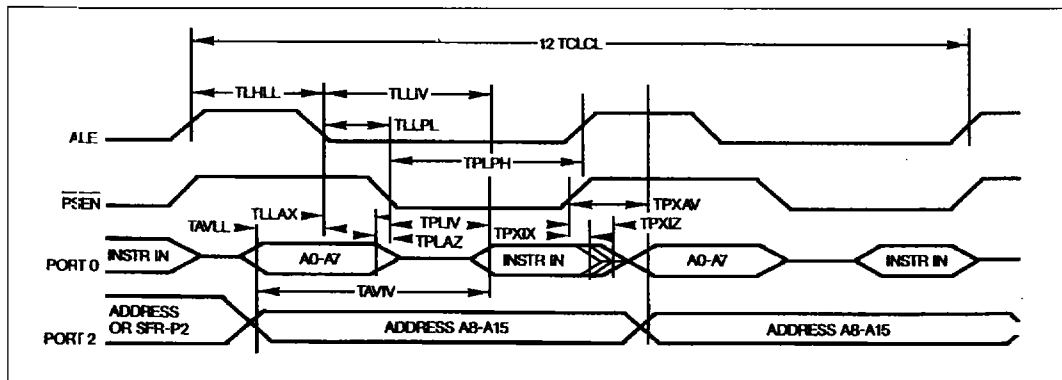 12 TCLCL
TLHLL
TLLIV
ALE
TLLPL
TPLPH
PSEN
TLLAX
TPXAV
TAVLL
TPLIV
TPXIZ
TPLAZ
TPXIX
PORT 0
INSTR IN
A0-A7
INSTR IN
A0-A7
INSTR IN
TAVIV
ADDRESS
OR SFR-P2
PORT 2
ADDRESS A8-A15
ADDRESS A8-A15